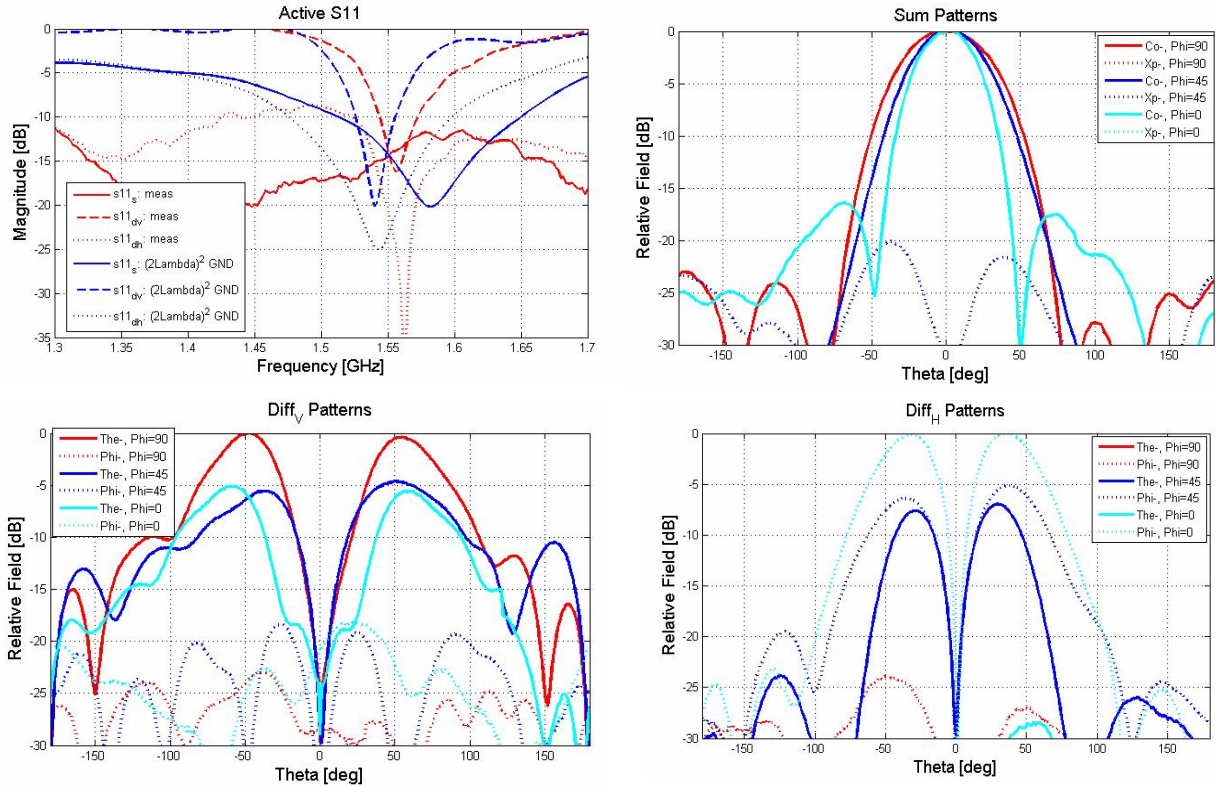 Active S11
Magnitude [dB]
0
-5
-10
-15
-20
-25
-30
-35
s11s: meas
s11dv: meas
s11dh: meas
s11s: (2Lambda)2 GND
s11dv: (2Lambda)2 GND
s11dh: (2Lambda)2 GND
1.3 1.35 1.4 1.45 1.5 1.55 1.6 1.65 1.7
Frequency [GHz]
Sum Patterns
Relative Field [dB]
0
-5
-10
-15
-20
-25
-30
Co-, Phi=90
Xp-, Phi=90
Co-, Phi=45
Xp-, Phi=45
Co-, Phi=0
Xp-, Phi=0
-150 -100 -50 0 50 100 150
Theta [deg]
DiffV Patterns
Relative Field [dB]
0
-5
-10
-15
-20
-25
-30
The-, Phi=90
Phi-, Phi=90
The-, Phi=45
Phi-, Phi=45
The-, Phi=0
Phi-, Phi=0
-150 -100 -50 0 50 100 150
Theta [deg]
DiffH Patterns
Relative Field [dB]
0
-5
-10
-15
-20
-25
-30
The-, Phi=90
Phi-, Phi=90
The-, Phi=45
Phi-, Phi=45
The-, Phi=0
Phi-, Phi=0
-150 -100 -50 0 50 100 150
Theta [deg]